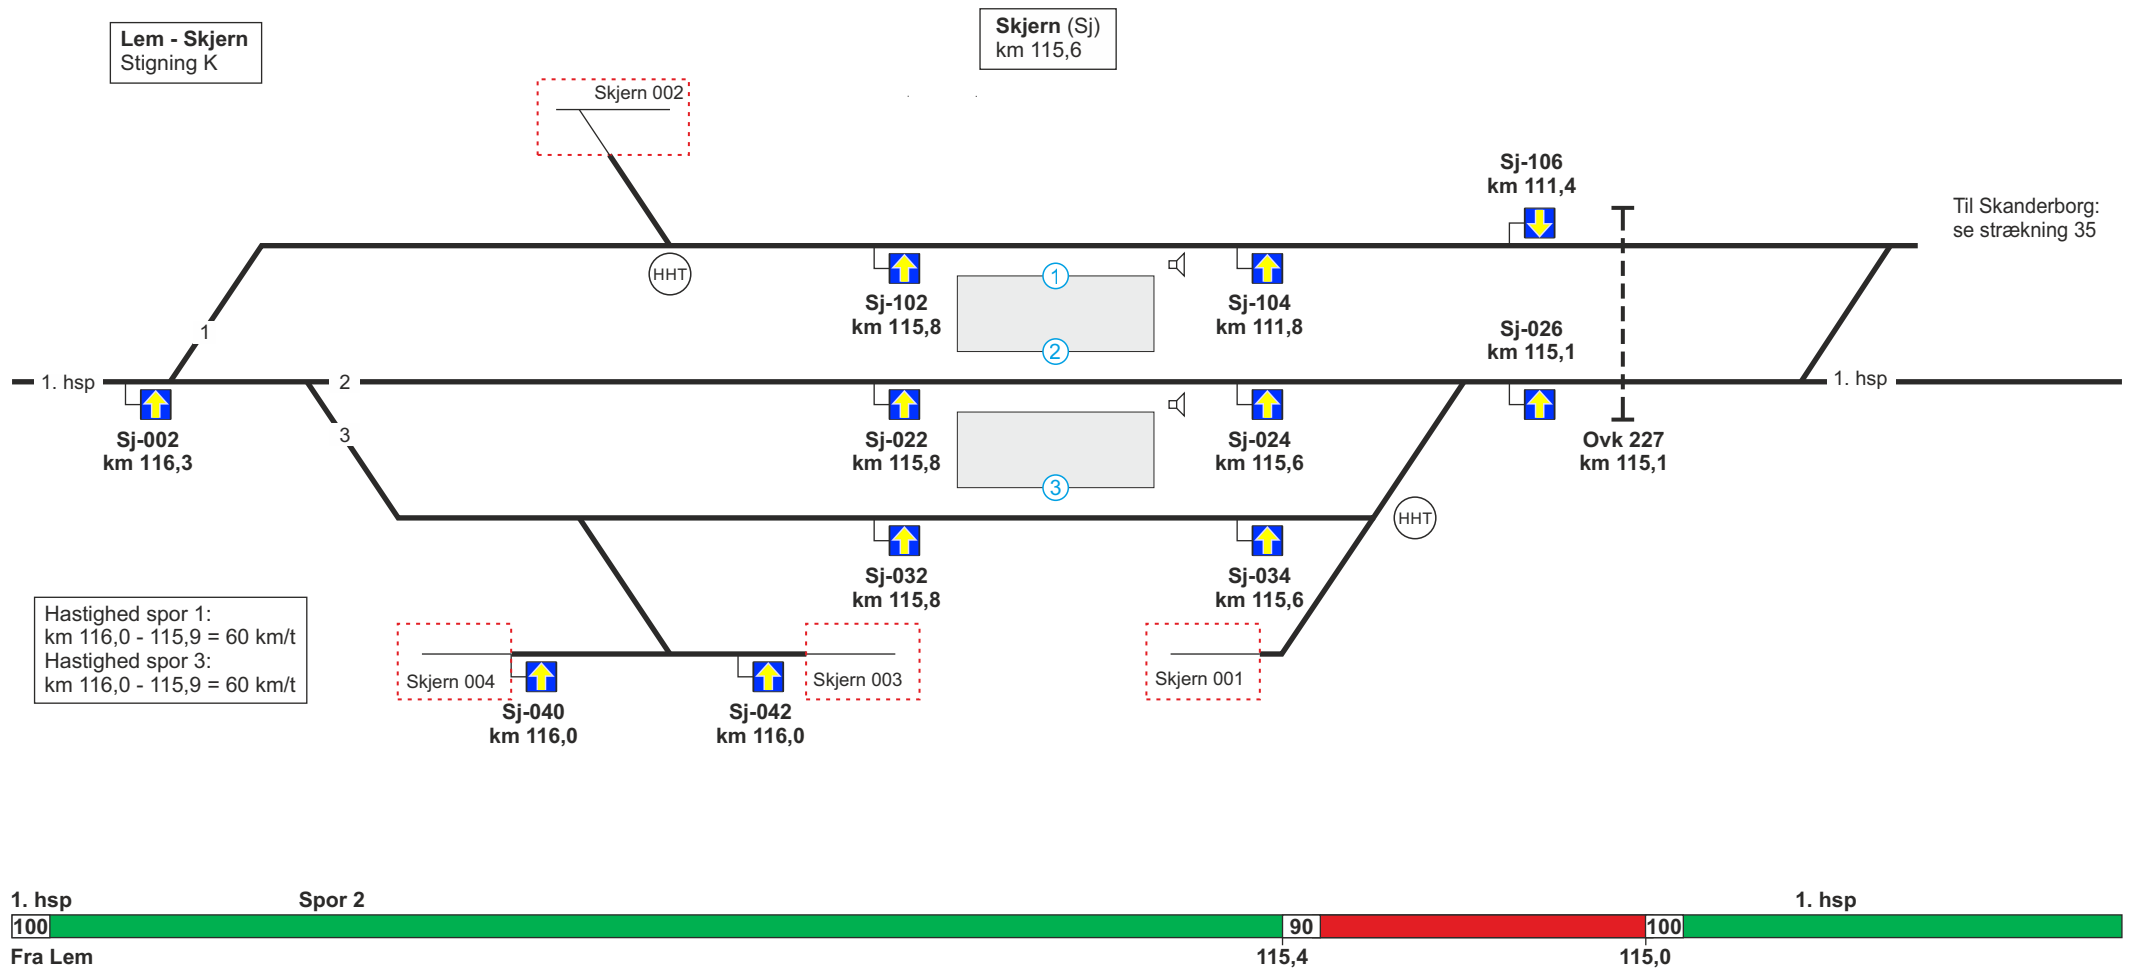 Lem - Skjern
Stigning K
Skjern (Sj)
km 115,6
Skjern 002
Sj-106
km 111,4
Til Skanderborg:
se strækning 35
HHT
1
Sj-102
km 115,8
Sj-104
km 111,8
1
2
Sj-026
km 115,1
1. hsp
2
1. hsp
3
Sj-002
km 116,3
Sj-022
km 115,8
Sj-024
km 115,6
Ovk 227
km 115,1
3
HHT
Sj-032
km 115,8
Sj-034
km 115,6
Hastighed spor 1:
km 116,0 - 115,9 = 60 km/t
Hastighed spor 3:
km 116,0 - 115,9 = 60 km/t
Skjern 004
Skjern 003
Skjern 001
Sj-040
km 116,0
Sj-042
km 116,0
1. hsp
Spor 2
1. hsp
100
90
100
Fra Lem
115,4
115,0